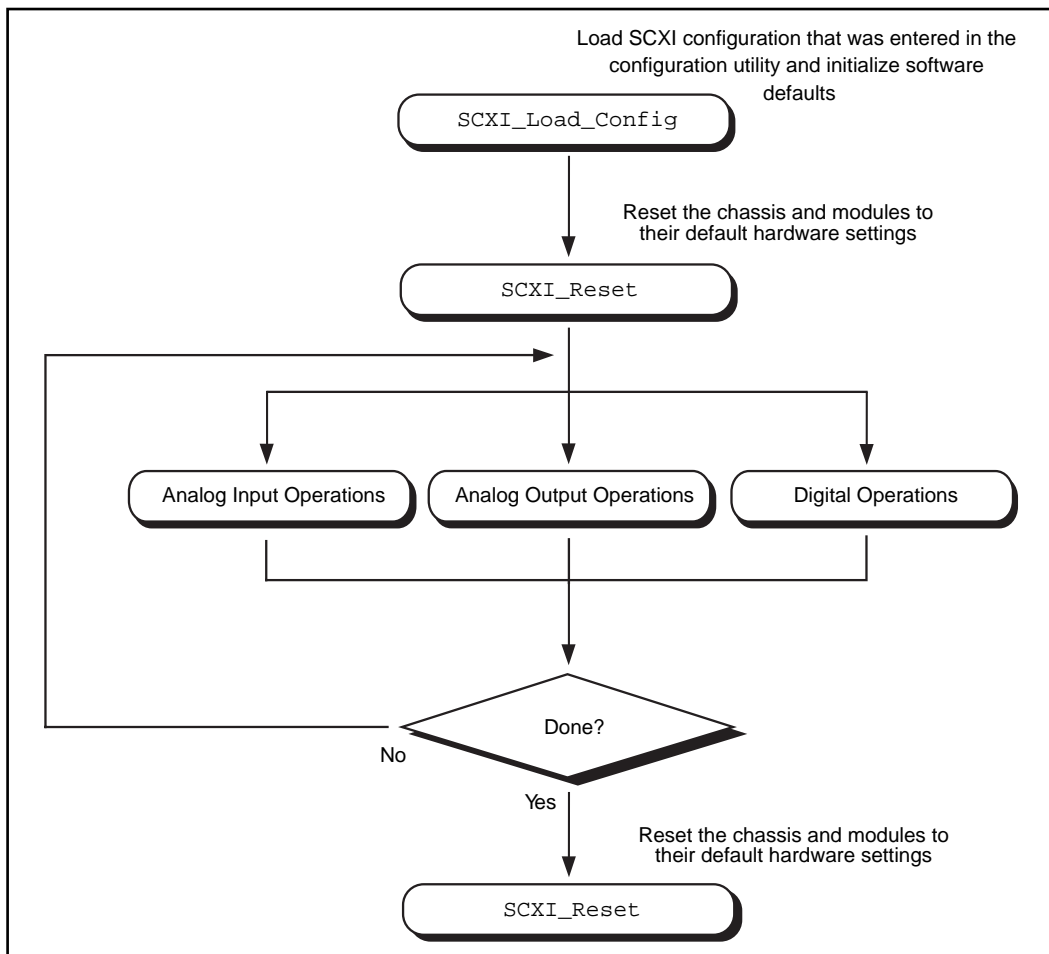 Load SCXI configuration that was entered in the
configuration utility and initialize software
defaults
SCXI_Load_Config
Reset the chassis and modules to
their default hardware settings
SCXI_Reset
Analog Input Operations
Analog Output Operations
Digital Operations
Done?
No
Yes
Reset the chassis and modules to
their default hardware settings
SCXI_Reset